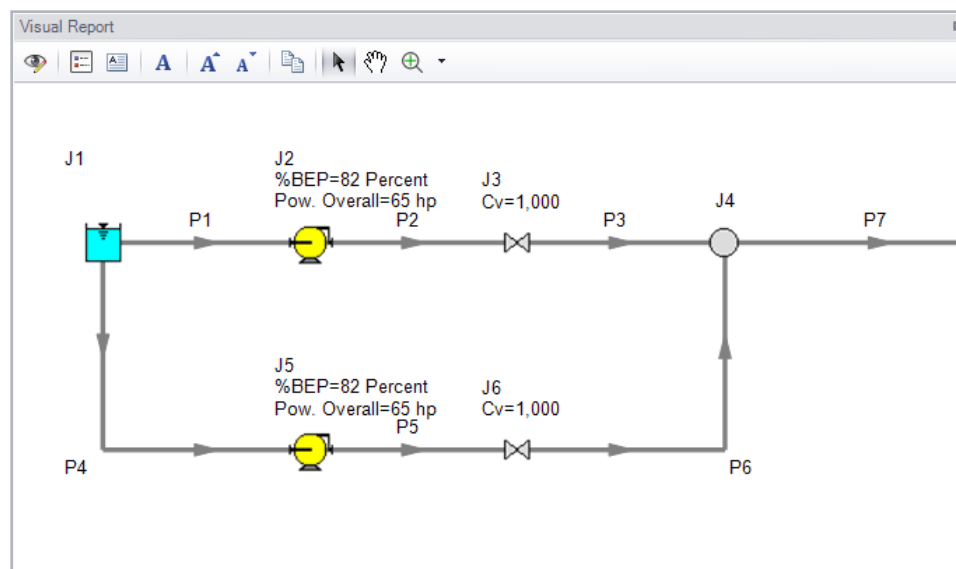 Visual Report
J1
J2
%BEP=82 Percent
Pow. Overall=65 hp
J3
Cv=1,000
J4
P1
P2
P3
P7
J5
%BEP=82 Percent
Pow. Overall=65 hp
J6
Cv=1,000
P5
P4
P6